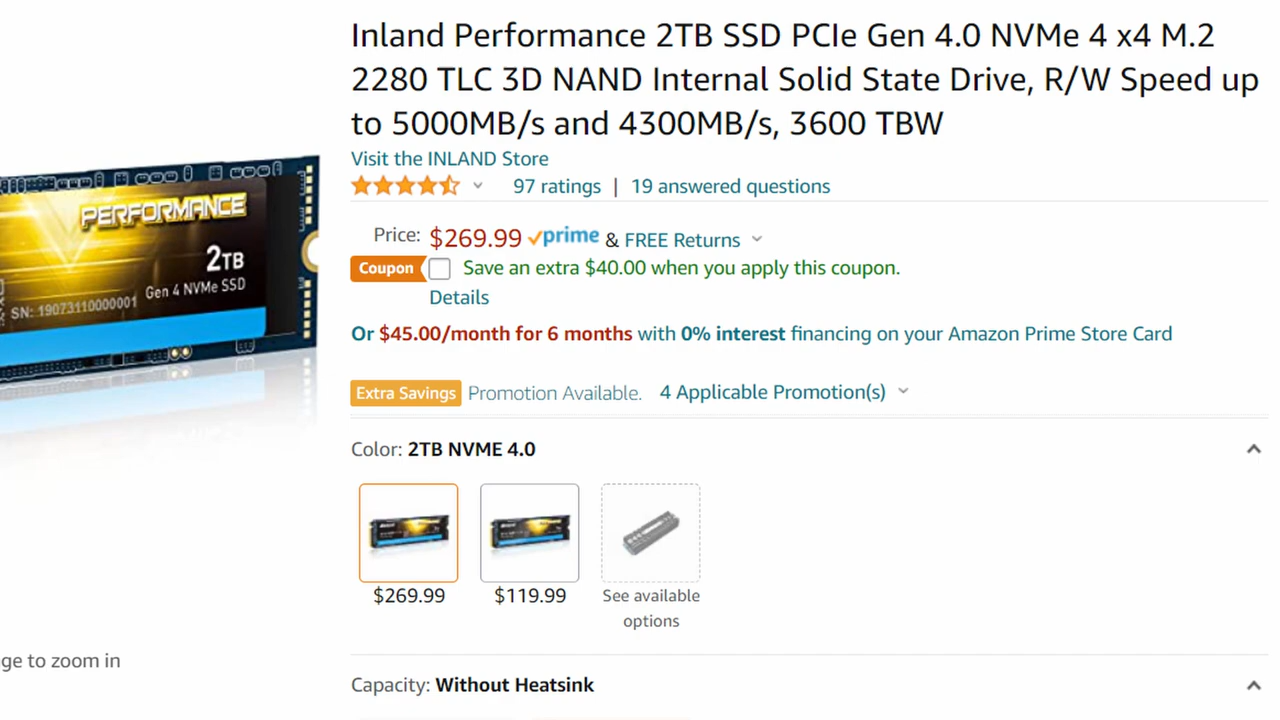 Inland Performance 2TB SSD PCIe Gen 4.0 NVMe 4 x4 M.2
2280 TLC 3D NAND Internal Solid State Drive, R/W Speed up
to 5000MB/s and 4300MB/s, 3600 TBW
Visit the INLAND Store
97 ratings | 19 answered questions
PERFORMANCE
2TB
Gen 4 NVMe SSD
SN: 19073110000001
Price: $269.99 prime & FREE Returns
Coupon Save an extra $40.00 when you apply this coupon.
Details
Or $45.00/month for 6 months with 0% interest financing on your Amazon Prime Store Card
Extra Savings Promotion Available. 4 Applicable Promotion(s)
Color: 2TB NVME 4.0
$269.99 $119.99 See available
options
ge to zoom in
Capacity: Without Heatsink